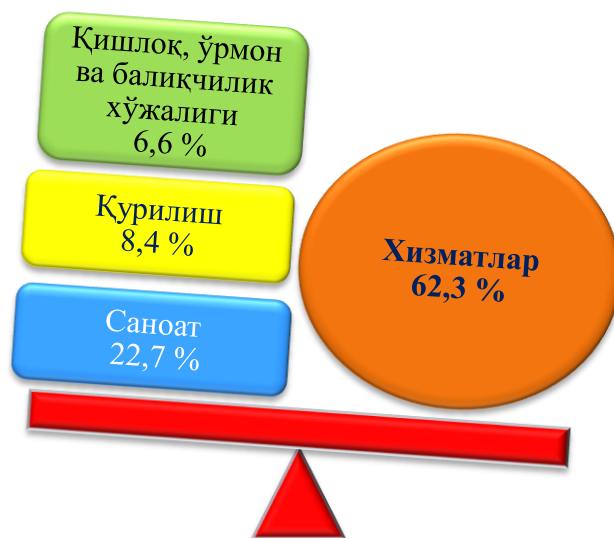 Қишлоқ, ўрмон
ва балиқчилик
хўжалиги
6,6 %
Қурилиш
8,4 %
Саноат
22,7 %
Хизматлар
62,3 %